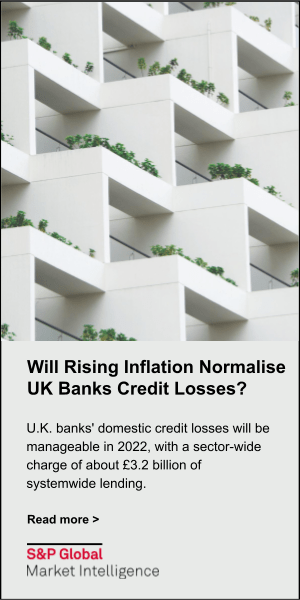 Will Rising Inflation Normalise
UK Banks Credit Losses?
U.K. banks' domestic credit losses will be
manageable in 2022, with a sector-wide
charge of about £3.2 billion of
systemwide lending.
Read more >
S&P Global
Market Intelligence